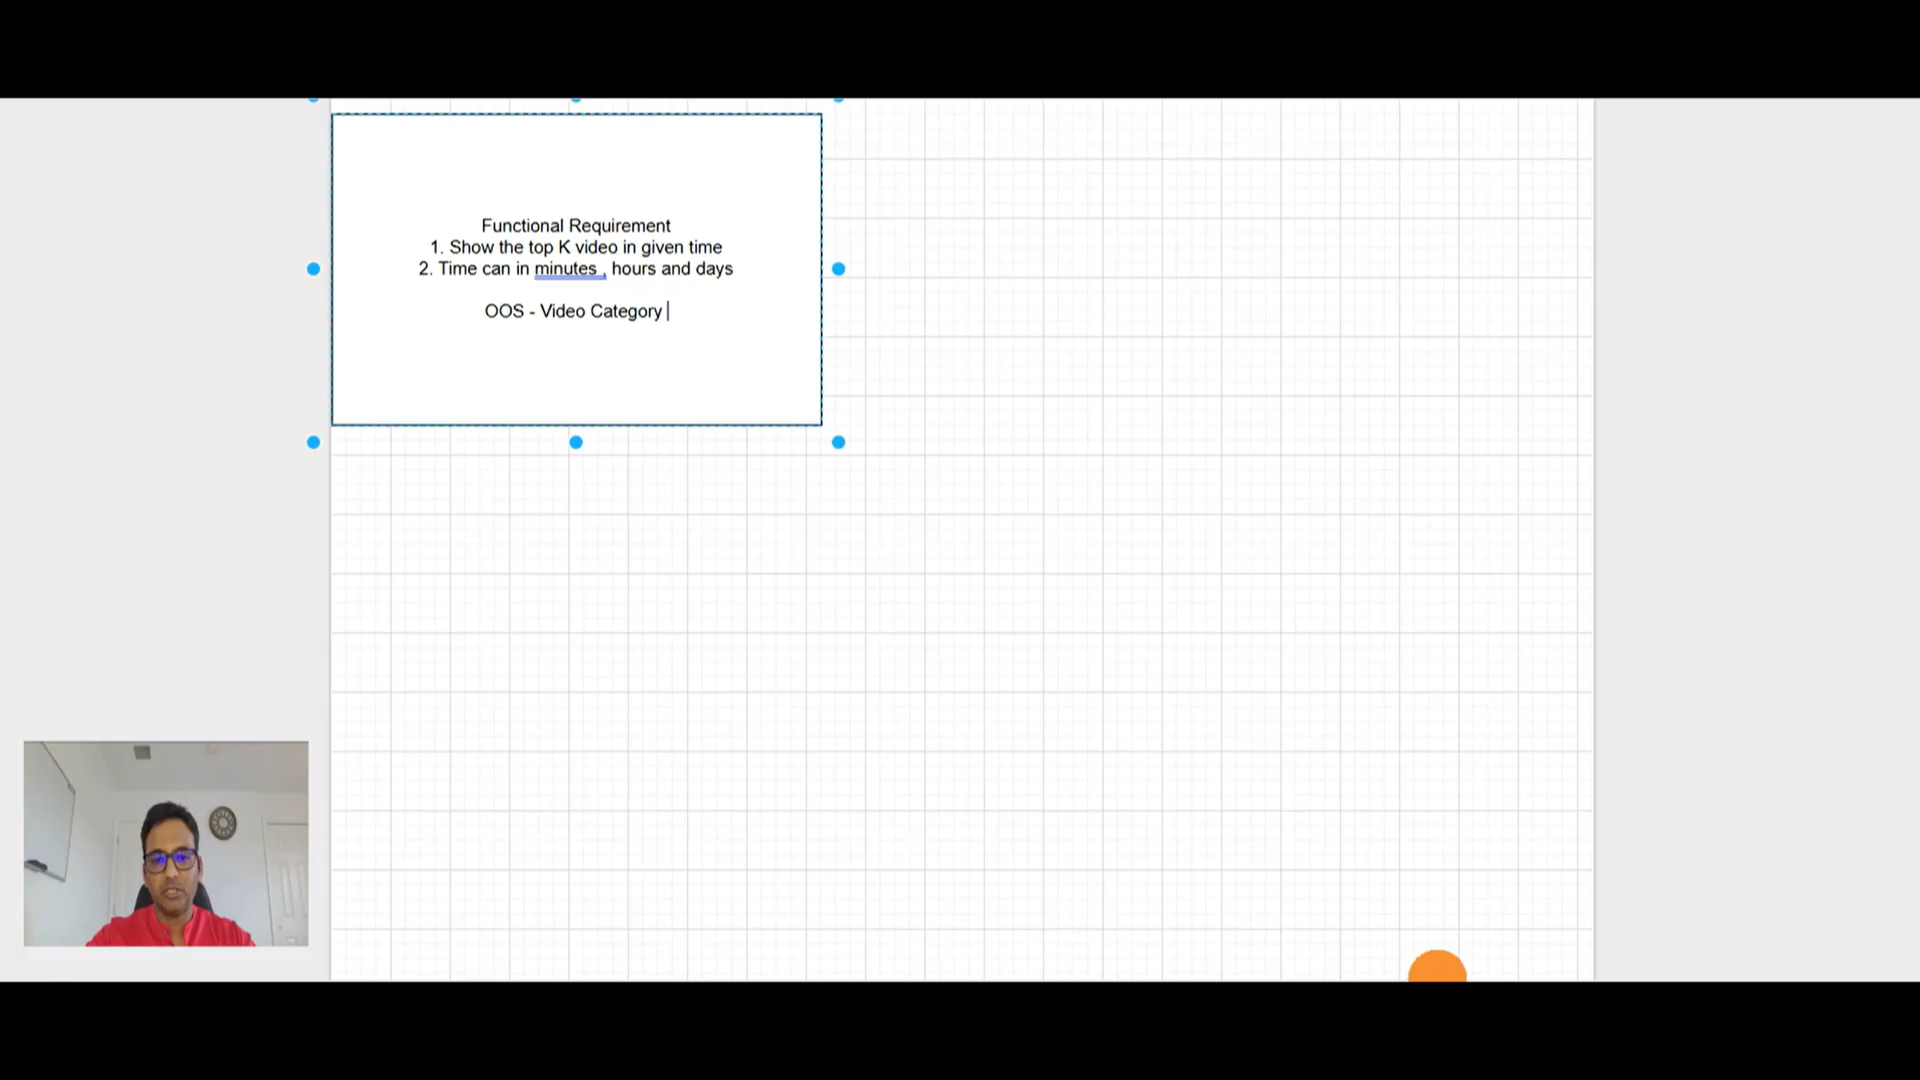 Functional Requirement
1. Show the top K video in given time
2. Time can in minutes , hours and days
OOS - Video Category